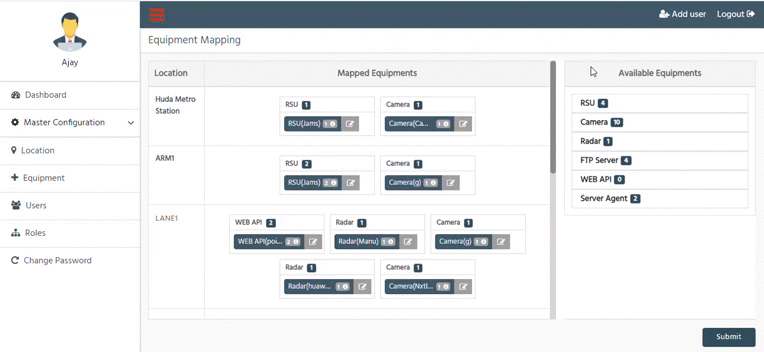 Add user Logout
Ajay
Equipment Mapping
Dashboard
Master Configuration
Location
Equipment
Users
Roles
Change Password
Location Mapped Equipments
Huda Metro
Station
RSU 1 Camera 1
RSU(Jams) 1 Camera(Ca... 1
ARM1
RSU 2 Camera 1
RSU(Jams) 2 Camera(g) 1
LANE1
WEB API 2 Radar 1 Camera 1
WEB API(poi... 2 Radar(Manu) 1 Camera(g) 1
Radar 1 Camera 1
Radar(huaw... 1 Camera(Nxtl... 1
Available Equipments
RSU 4
Camera 10
Radar 1
FTP Server 4
WEB API 0
Server Agent 2
Submit